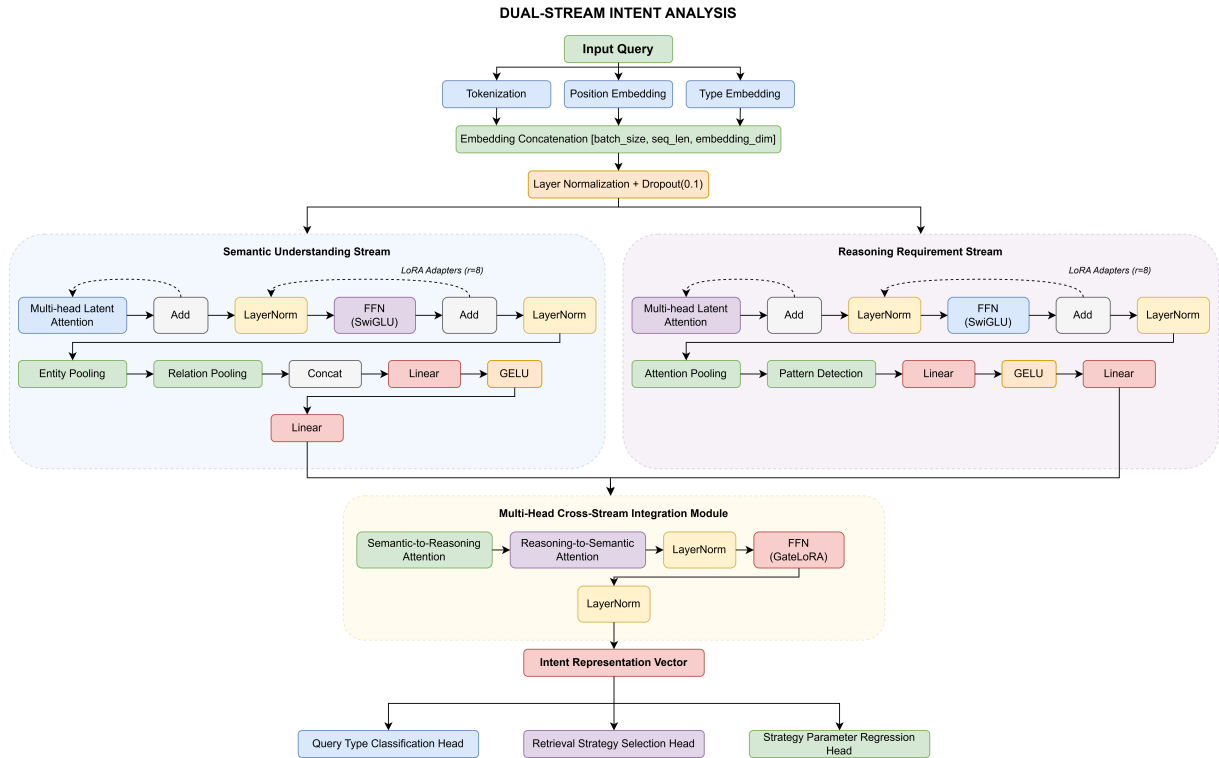 DUAL-STREAM INTENT ANALYSIS
Input Query
Tokenization
Position Embedding
Type Embedding
Embedding Concatenation [batch_size, seq_len, embedding_dim]
Layer Normalization + Dropout(0.1)
Semantic Understanding Stream
LoRA Adapters (r=8)
Multi-head Latent
Attention
Add
LayerNorm
FFN
(SwiGLU)
Add
LayerNorm
Entity Pooling
Relation Pooling
Concat
Linear
GELU
Linear
Reasoning Requirement Stream
LoRA Adapters (r=8)
Multi-head Latent
Attention
Add
LayerNorm
FFN
(SwiGLU)
Add
LayerNorm
Attention Pooling
Pattern Detection
Linear
GELU
Linear
Multi-Head Cross-Stream Integration Module
Semantic-to-Reasoning
Attention
Reasoning-to-Semantic
Attention
LayerNorm
FFN
(GateLoRA)
LayerNorm
Intent Representation Vector
Query Type Classification Head
Retrieval Strategy Selection Head
Strategy Parameter Regression
Head